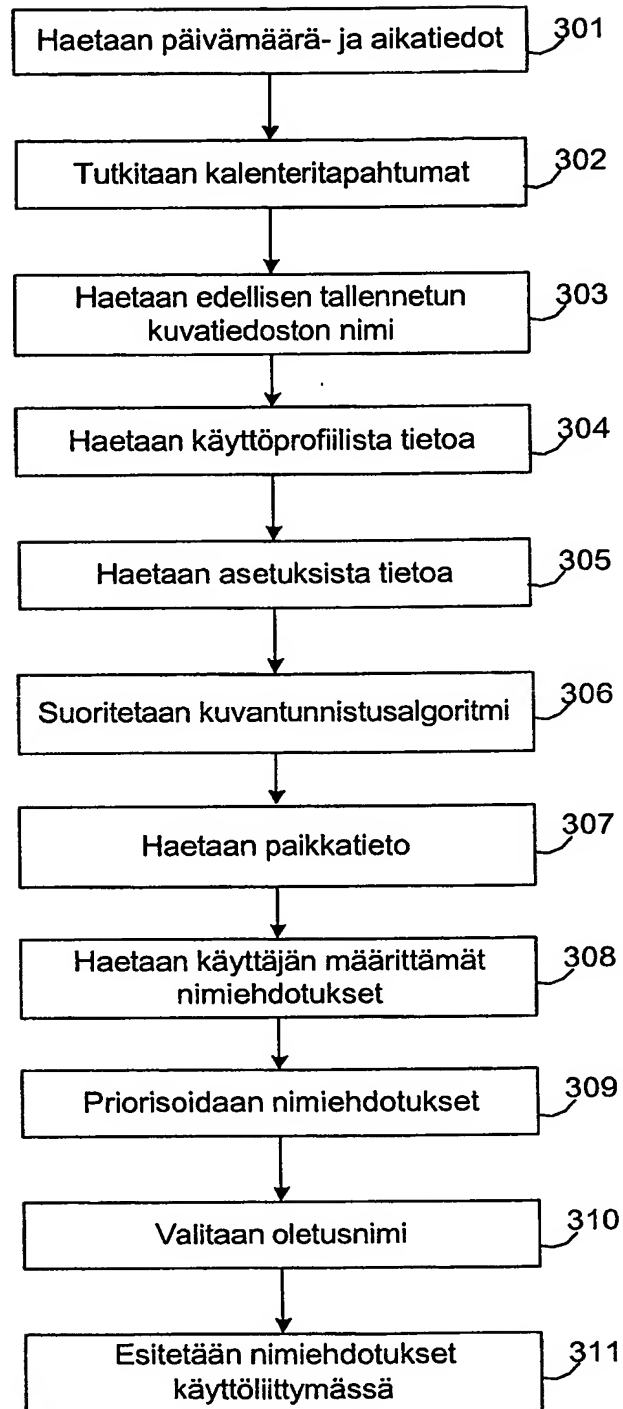 Haetaan päivämäärä- ja aikatiedot 301
Tutkitaan kalenteritapahtumat 302
Haetaan edellisen tallennetun
kuvatiedoston nimi 303
Haetaan käyttöprofiilista tietoa 304
Haetaan asetuksista tietoa 305
Suoritetaan kuvantunnistusalgoritmi 306
Haetaan paikkatieto 307
Haetaan käyttäjän määrittämät
nimiehdotukset 308
Priorisoidaan nimiehdotukset 309
Valitaan oletusnimi 310
Esitetään nimiehdotukset
käyttöliittymässä 311